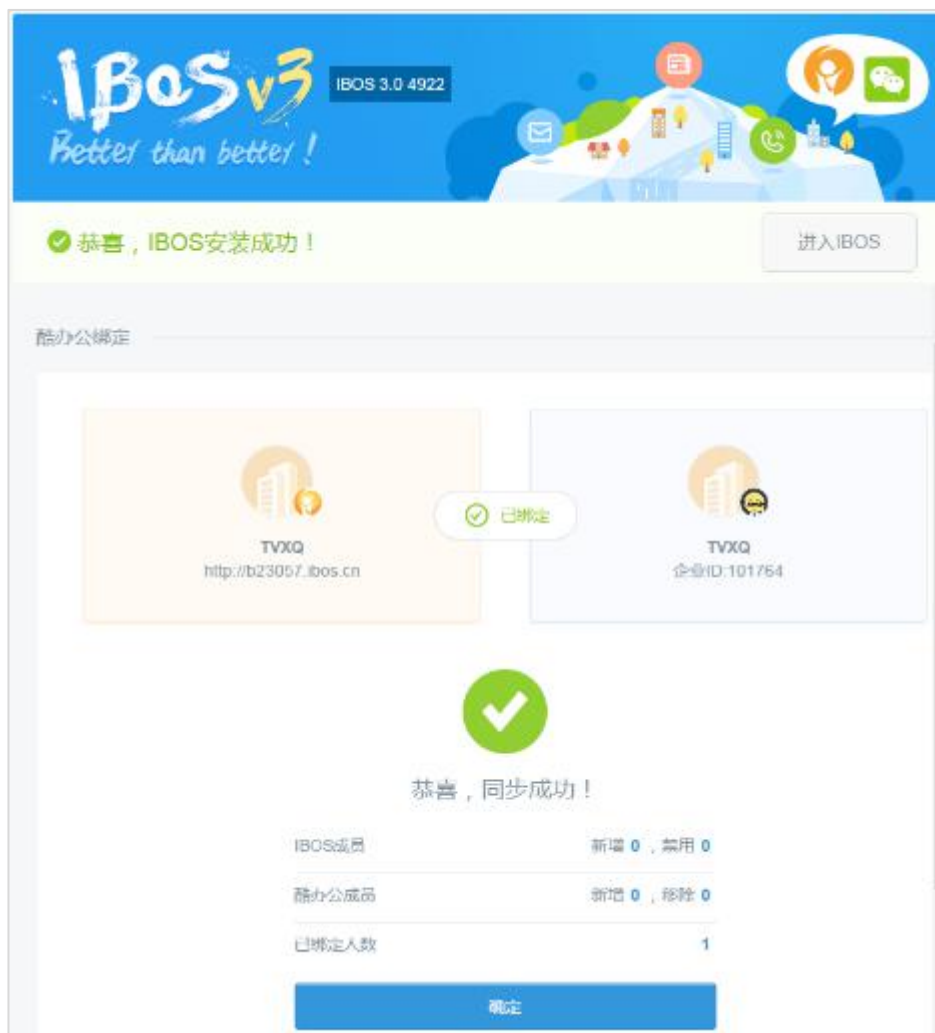 IBOS v3
IBOS 3.0 4922
Better than better!
恭喜，IBOS安装成功！
进入IBOS
酷办公绑定
已绑定
TVXQ
http://b23057.ibos.cn
TVXQ
企业ID:101764
恭喜，同步成功！
IBOS成员 新增 0 ，禁用 0
酷办公成员 新增 0 ，移除 0
已绑定人数 1
确定